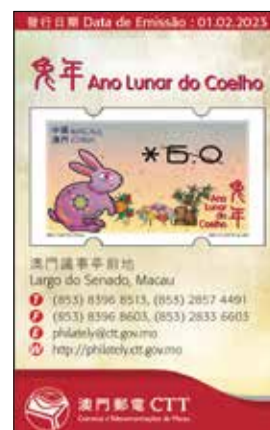 發行日期 Data de Emissão : 01.02.2023
兔年 Ano Lunar do Coelho
中國 MACAU
澳門 CHINA
*5.0
兔年
Ano
Lunar
do
Coelho
澳門議事亭前地
Largo do Senado, Macau
T (853) 8396 8513, (853) 2857 4491
F (853) 8396 8603, (853) 2833 6603
E philately@ctt.gov.mo
W http://philately.ctt.gov.mo
澳門郵電 CTT
Correios e Telecomunicações de Macau